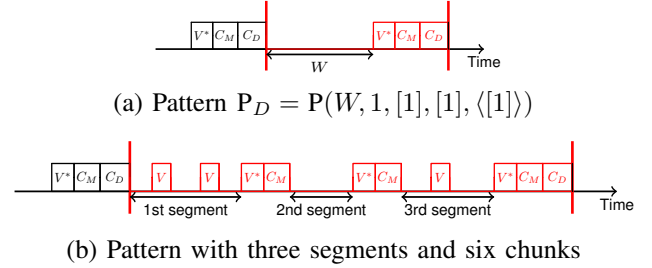 V* C_M C_D V* C_M C_D
W Time
(a) Pattern P_D = P(W, 1, [1], [1], ⟨[1]⟩)
V* C_M C_D V V V* C_M V* C_M V V* C_M C_D
1st segment 2nd segment 3rd segment Time
(b) Pattern with three segments and six chunks